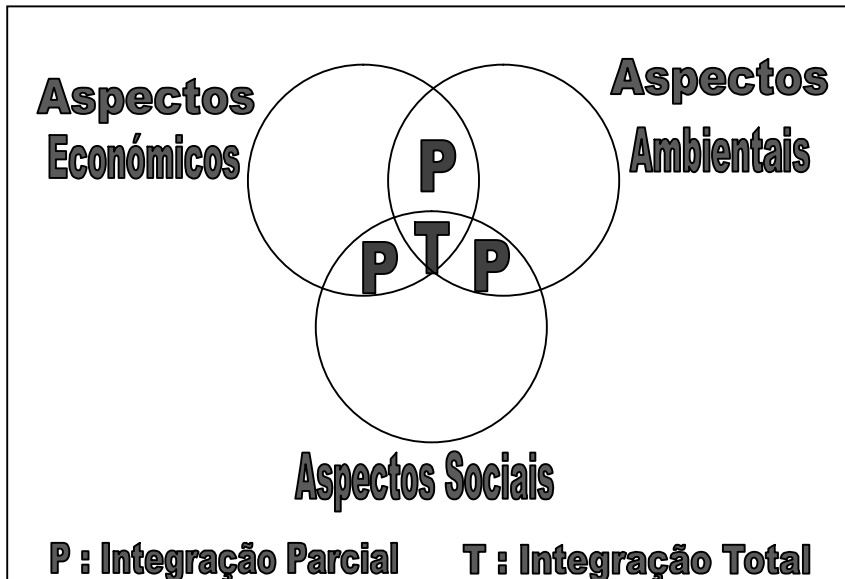 Aspectos
Económicos
Aspectos
Ambientais
P
P
T
P
Aspectos Sociais
P : Integração Parcial
T : Integração Total